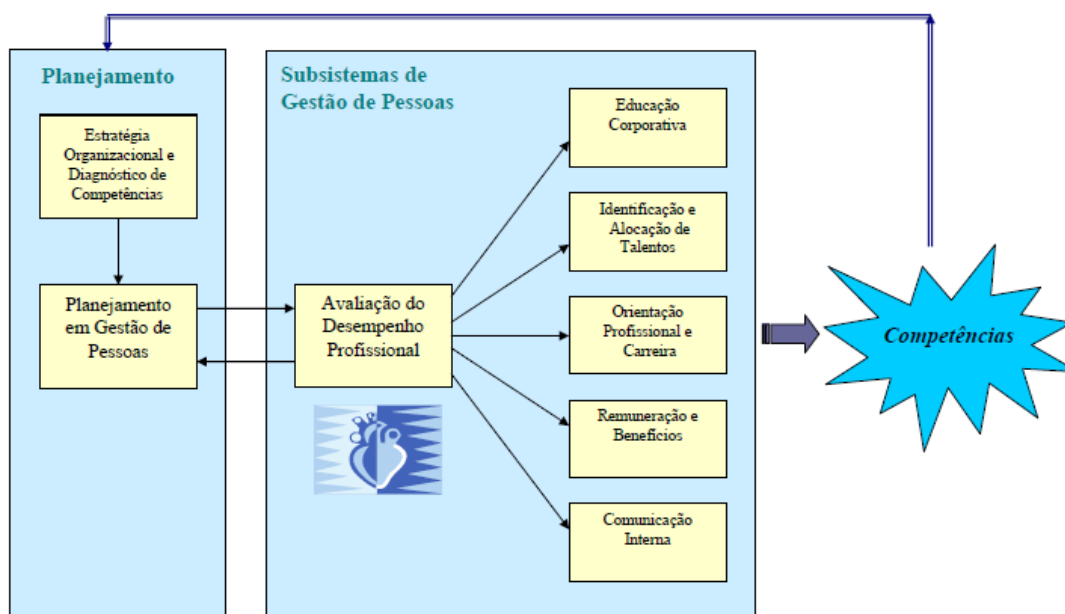 Planejamento
Estratégia
Organizacional e
Diagnóstico de
Competências
Planejamento
em Gestão de
Pessoas
Subsistemas de
Gestão de Pessoas
Avaliação do
Desempenho
Profissional
Educação
Corporativa
Identificação e
Alocação de
Talentos
Orientação
Profissional e
Carreira
Remuneração e
Benefícios
Comunicação
Interna
Competências